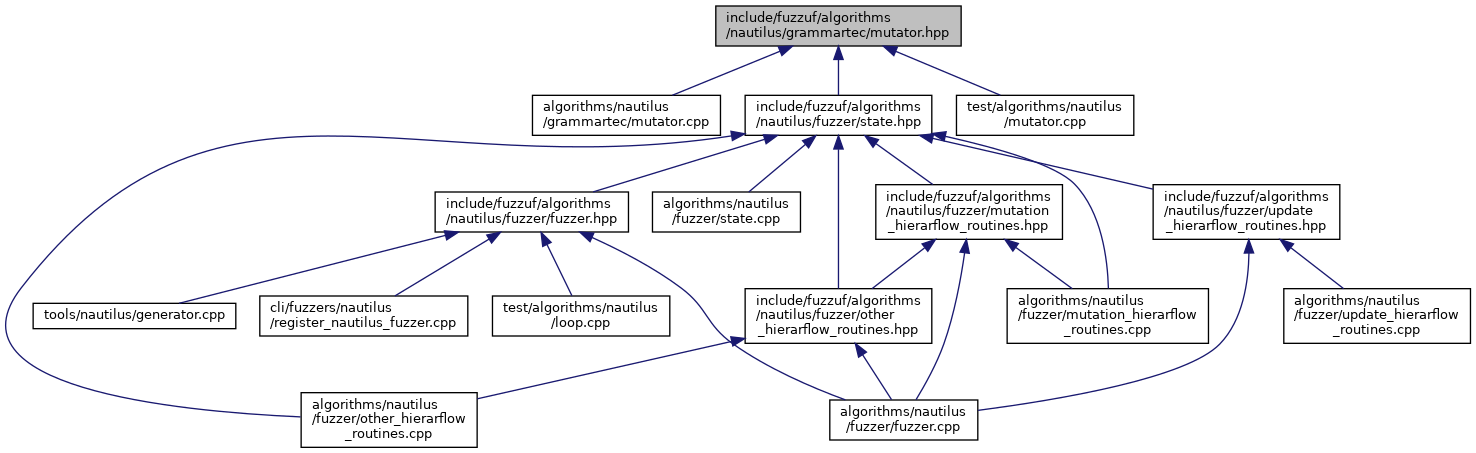 include/fuzzuf/algorithms
/nautilus/grammartec/mutator.hpp
algorithms/nautilus
/grammartec/mutator.cpp
include/fuzzuf/algorithms
/nautilus/fuzzer/state.hpp
test/algorithms/nautilus
/mutator.cpp
include/fuzzuf/algorithms
/nautilus/fuzzer/fuzzer.hpp
algorithms/nautilus
/fuzzer/state.cpp
include/fuzzuf/algorithms
/nautilus/fuzzer/mutation
_hierarflow_routines.hpp
include/fuzzuf/algorithms
/nautilus/fuzzer/update
_hierarflow_routines.hpp
tools/nautilus/generator.cpp
cli/fuzzers/nautilus
/register_nautilus_fuzzer.cpp
test/algorithms/nautilus
/loop.cpp
include/fuzzuf/algorithms
/nautilus/fuzzer/other
_hierarflow_routines.hpp
algorithms/nautilus
/fuzzer/mutation_hierarflow
_routines.cpp
algorithms/nautilus
/fuzzer/update_hierarflow
_routines.cpp
algorithms/nautilus
/fuzzer/other_hierarflow
_routines.cpp
algorithms/nautilus
/fuzzer/fuzzer.cpp